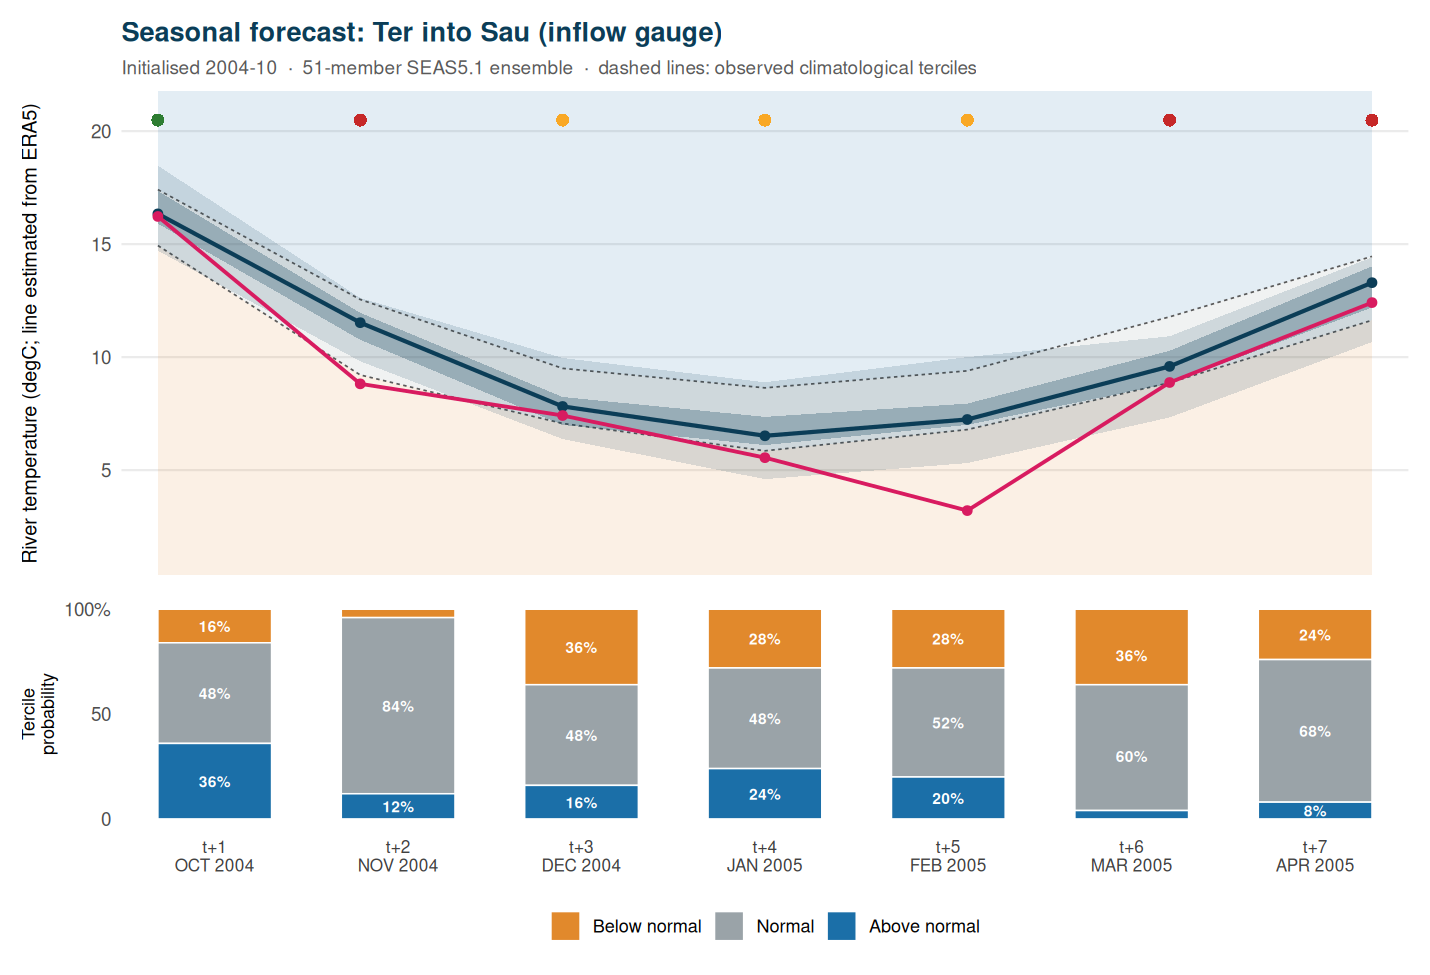 Seasonal forecast: Ter into Sau (inflow gauge)
Initialised 2004-10 · 51-member SEAS5.1 ensemble · dashed lines: observed climatological terciles
River temperature (degC; line estimated from ERA5)
20
15
10
5
Tercile
probability
100%
50
0
16%
48%
36%
84%
12%
36%
48%
16%
28%
48%
24%
28%
52%
20%
36%
60%
24%
68%
8%
t+1
OCT 2004
t+2
NOV 2004
t+3
DEC 2004
t+4
JAN 2005
t+5
FEB 2005
t+6
MAR 2005
t+7
APR 2005
Below normal
Normal
Above normal